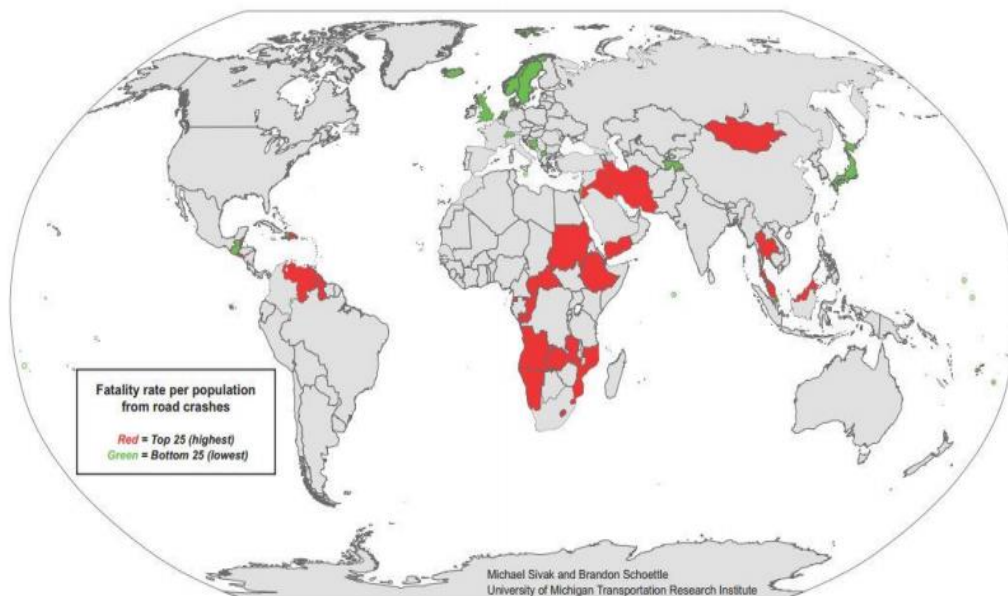 Fatality rate per population
from road crashes
Red = Top 25 (highest)
Green = Bottom 25 (lowest)
Michael Sivak and Brandon Schoettle
University of Michigan Transportation Research Institute